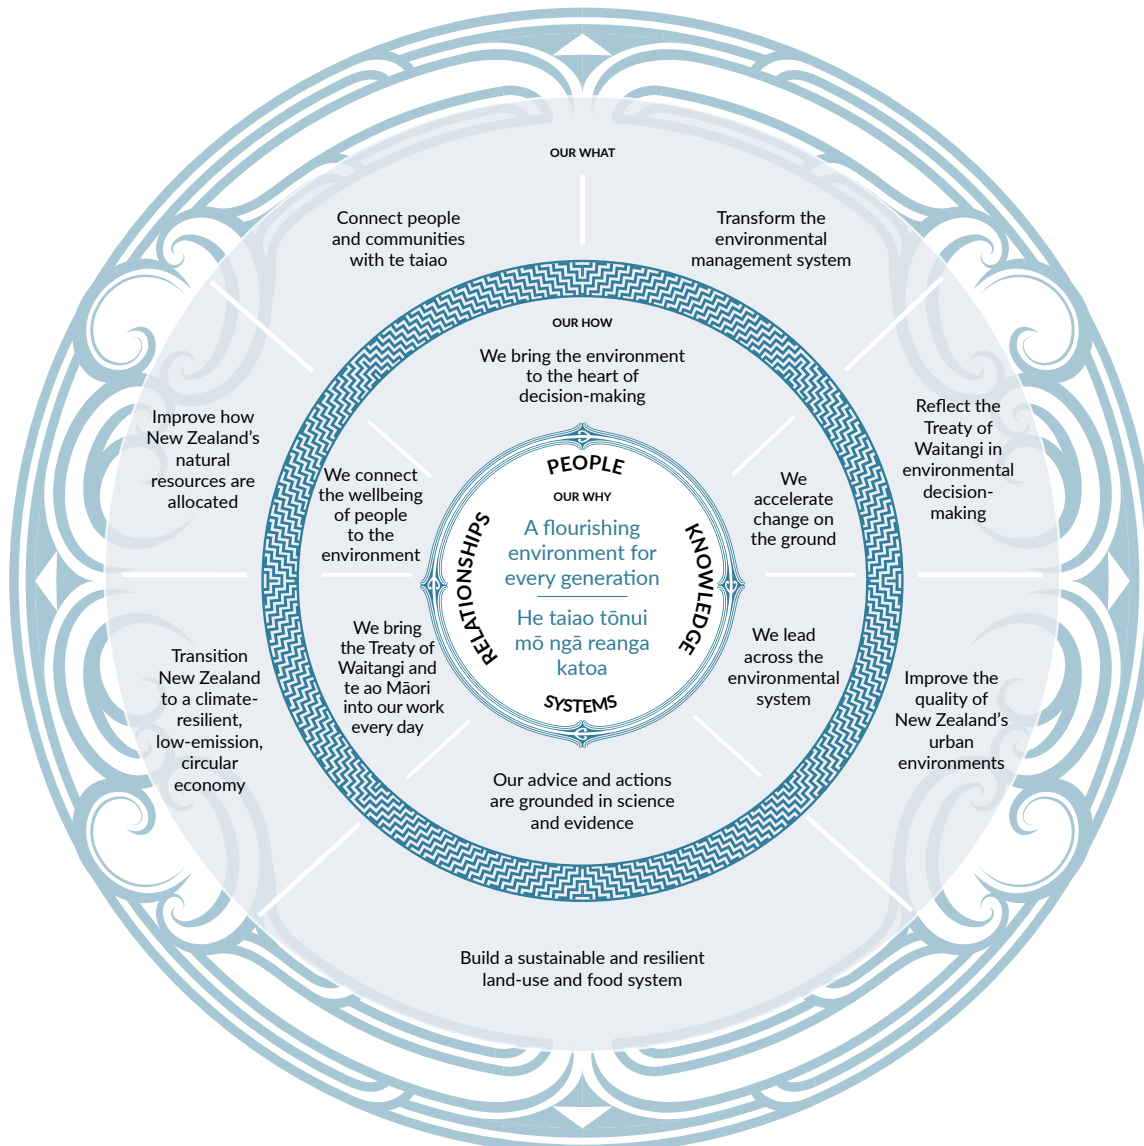 OUR WHAT
Connect people
and communities
with te taiao
Transform the
environmental
management system
Reflect the
Treaty of
Waitangi in
environmental
decision-
making
Improve the
quality of
New Zealand's
urban
environments
Build a sustainable and resilient
land-use and food system
Transition
New Zealand
to a climate-
resilient,
low-emission,
circular
economy
Improve how
New Zealand's
natural
resources are
allocated
OUR HOW
We bring the environment
to the heart of
decision-making
We
accelerate
change on
the ground
We lead
across the
environmental
system
Our advice and actions
are grounded in science
and evidence
We bring
the Treaty of
Waitangi and
te ao Māori
into our work
every day
We connect
the wellbeing
of people
to the
environment
PEOPLE
KNOWLEDGE
SYSTEMS
RELATIONSHIPS
OUR WHY
A flourishing
environment for
every generation
He taiao tōnui
mō ngā reanga
katoa